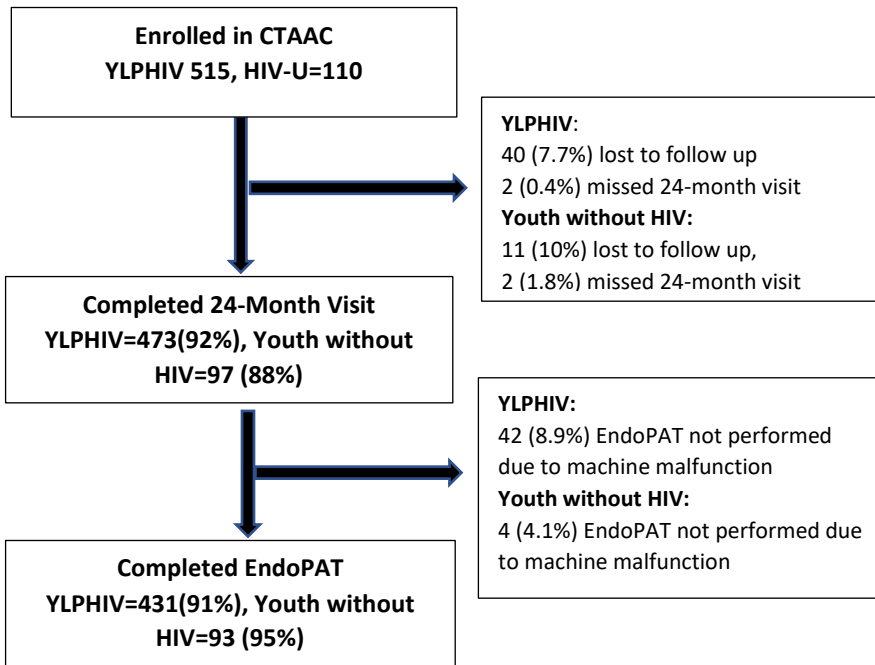 Enrolled in CTAAC
YLPHIV 515, HIV-U=110
YLPHIV:
40 (7.7%) lost to follow up
2 (0.4%) missed 24-month visit
Youth without HIV:
11 (10%) lost to follow up,
2 (1.8%) missed 24-month visit
Completed 24-Month Visit
YLPHIV=473(92%), Youth without
HIV=97 (88%)
YLPHIV:
42 (8.9%) EndoPAT not performed
due to machine malfunction
Youth without HIV:
4 (4.1%) EndoPAT not performed due
to machine malfunction
Completed EndoPAT
YLPHIV=431(91%), Youth without
HIV=93 (95%)